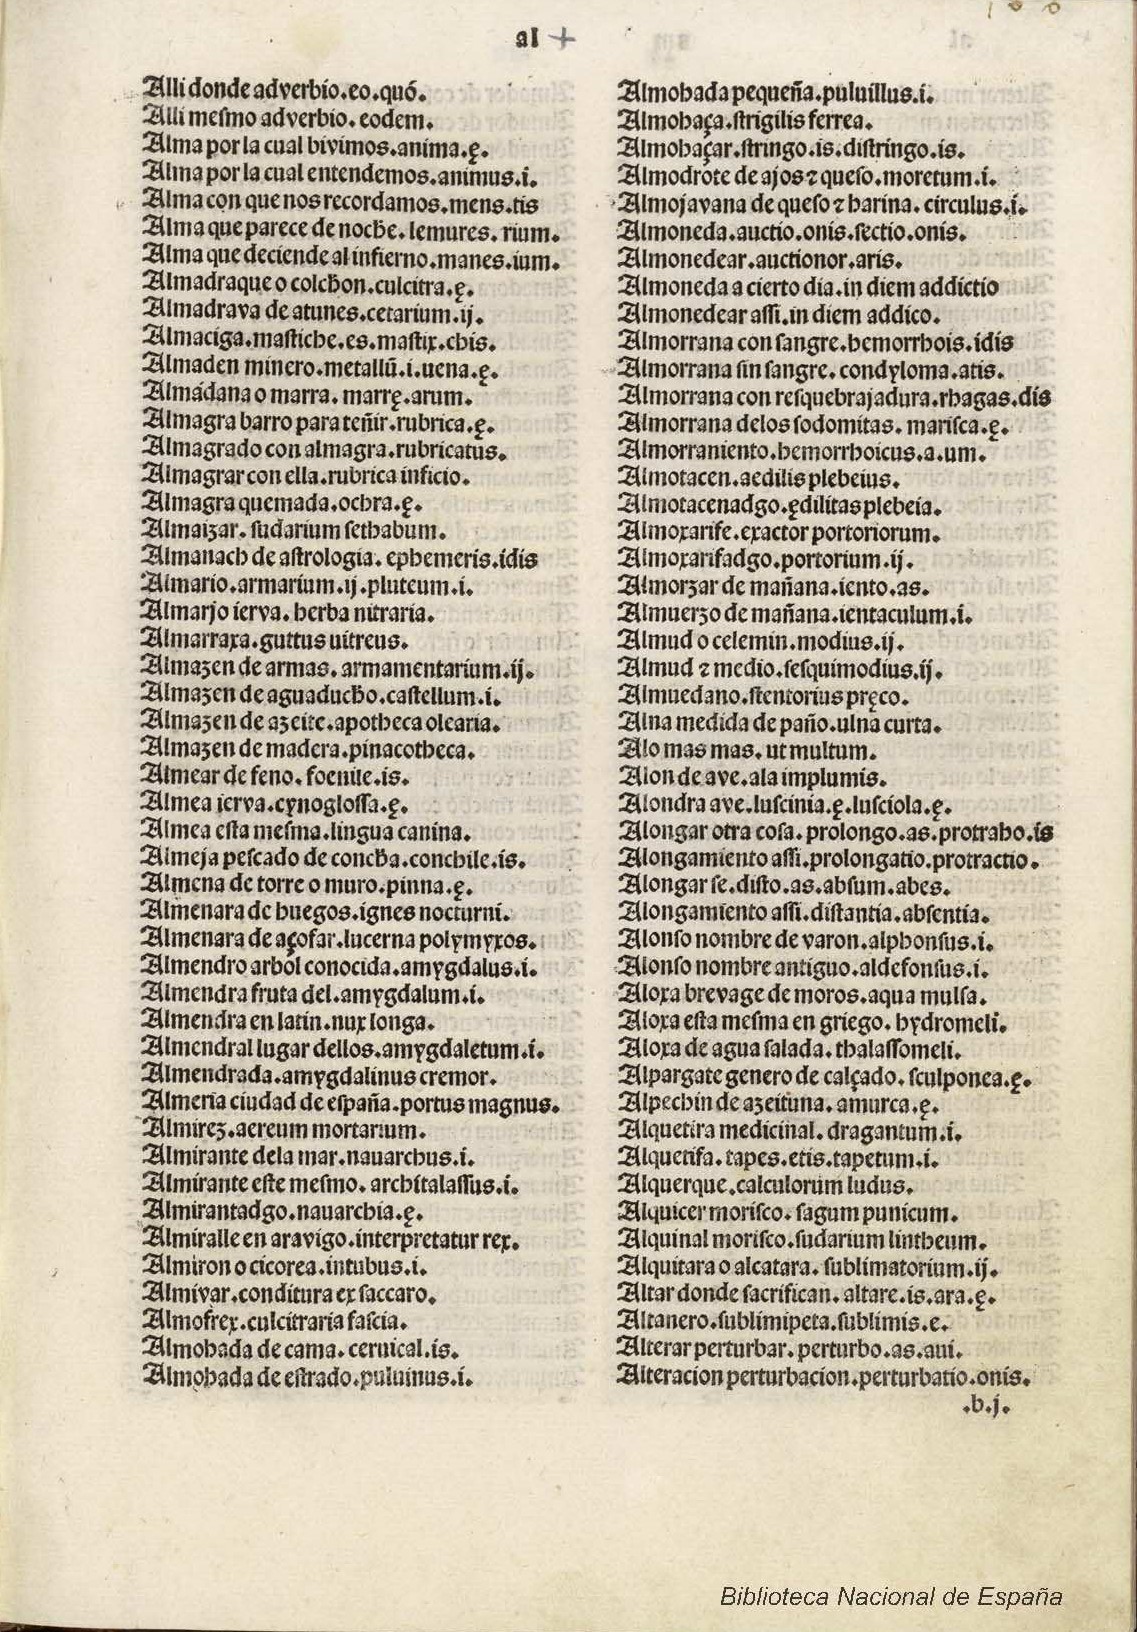 al
Alli donde adverbio.eo.quó.
Alli mesmo adverbio.eodem.
Alma por la cual bivimos.anima.ę.
Alma por la cual entendemos.animus.i.
Alma con que nos recordamos.mens.tis
Alma que parece de noche.lemures.rium.
Alma que deciende al infierno.manes.ium.
Almadraque o colchon.culcitra.ę.
Almadrava de atunes.cetarium.ij.
Almaciga.mastiche.es.mastix.chis.
Almaden minero.metallū.i.uena.ę.
Almádana o marra.marrę.arum.
Almagra barro para teñir.rubrica.ę.
Almagrado con almagra.rubricatus.
Almagrar con ella.rubrica inficio.
Almagra quemada.ochra.ę.
Almaizar.sudarium sethabum.
Almanach de astrologia.ephemeris.idis
Almario.armarium.ij.pluteum.i.
Almarjo ierva.herba nitraria.
Almarraxa.guttus uitreus.
Almazen de armas.armamentarium.ij.
Almazen de aguaducho.castellum.i.
Almazen de azeite.apotheca olearia.
Almazen de madera.pinacotheca.
Almear de feno.foenile.is.
Almea ierva.cynoglossa.ę.
Almea esta mesma.lingua canina.
Almeja pescado de concha.conchile.is.
Almena de torre o muro.pinna.ę.
Almenara de huegos.ignes nocturni.
Almenara de açofar.lucerna polymyxos.
Almendro arbol conocida.amygdalus.i.
Almendra fruta del.amygdalum.i.
Almendra en latin.nux longa.
Almendral lugar dellos.amygdaletum.i.
Almendrada.amygdalinus cremor.
Almeria ciudad de españa.portus magnus.
Almirez.aereum mortarium.
Almirante dela mar.nauarchus.i.
Almirante este mesmo.architalassus.i.
Almirantadgo.nauarchia.ę.
Almiralle en aravigo.interpretatur rex.
Almiron o cicorea.intubus.i.
Almivar.conditura ex saccaro.
Almofrex.culcitraria fascia.
Almohada de cama.ceruical.is.
Almohada de estrado.puluinus.i.
Almohada pequeña.puluillus.i.
Almohaça.strigilis ferrea.
Almohaçar.stringo.is.distringo.is.
Almodrote de ajos ⁊ queso.moretum.i.
Almojavana de queso ⁊ harina.circulus.i.
Almoneda.auctio.onis.sectio.onis.
Almonedear.auctionor.aris.
Almoneda a cierto dia.in diem addictio
Almonedear assi.in diem addico.
Almorrana con sangre.hemorrhois.idis
Almorrana sin sangre.condyloma.atis.
Almorrana con resquebrajadura.rhagas.dis
Almorrana delos sodomitas.marisca.ę.
Almorraniento.hemorrhoicus.a.um.
Almotacen.aedilis plebeius.
Almotacenadgo.ędilitas plebeia.
Almoxarife.exactor portoriorum.
Almoxarifadgo.portorium.ij.
Almorzar de mañana.iento.as.
Almuerzo de mañana.ientaculum.i.
Almud o celemin.modius.ij.
Almud ⁊ medio.sesquimodius.ij.
Almuedano.stentorius pręco.
Alna medida de paño.ulna curta.
Alo mas mas.ut multum.
Alon de ave.ala implumis.
Alondra ave.luscinia.ę.lusciola.ę.
Alongar otra cosa.prolongo.as.protraho.is
Alongamiento assi.prolongatio.protractio.
Alongar se.disto.as.absum.abes.
Alongamiento assi.distantia.absentia.
Alonso nombre de varon.alphonsus.i.
Alonso nombre antiguo.aldefonsus.i.
Aloxa brevage de moros.aqua mulsa.
Aloxa esta mesma en griego.hydromeli.
Aloxa de agua salada.thalassomeli.
Alpargate genero de calçado.sculponea.ę.
Alpechin de azeituna.amurca.ę.
Alquetira medicinal.dragantum.i.
Alquetifa.tapes.etis.tapetum.i.
Alquerque.calculorum ludus.
Alquicer morisco.sagum punicum.
Alquinal morisco.sudarium lintheum.
Alquitara o alcatara.sublimatorium.ij.
Altar donde sacrifican.altare.is.ara.ę.
Altanero.sublimipeta.sublimis.e.
Alterar perturbar.perturbo.as.aui.
Alteracion perturbacion.perturbatio.onis.
.b.j.
Biblioteca Nacional de España